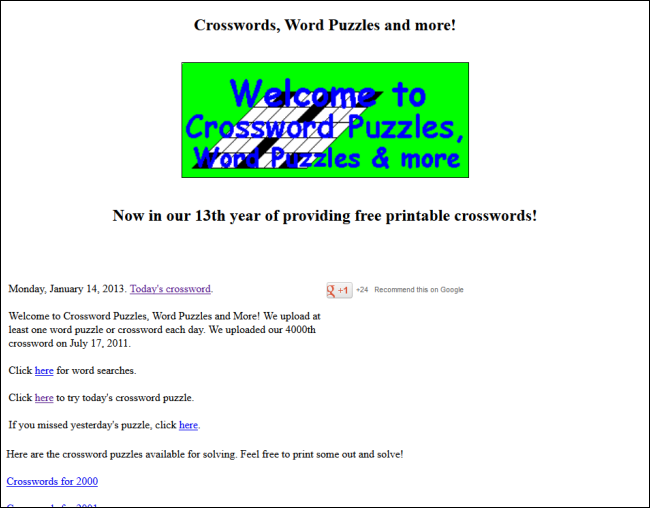 Crosswords, Word Puzzles and more!
Welcome to
Crossword Puzzles,
Word Puzzles & more
Now in our 13th year of providing free printable crosswords!
Monday, January 14, 2013. Today's crossword.
g +1 +24 Recommend this on Google
Welcome to Crossword Puzzles, Word Puzzles and More! We upload at
least one word puzzle or crossword each day. We uploaded our 4000th
crossword on July 17, 2011.
Click here for word searches.
Click here to try today's crossword puzzle.
If you missed yesterday's puzzle, click here.
Here are the crossword puzzles available for solving. Feel free to print some out and solve!
Crosswords for 2000